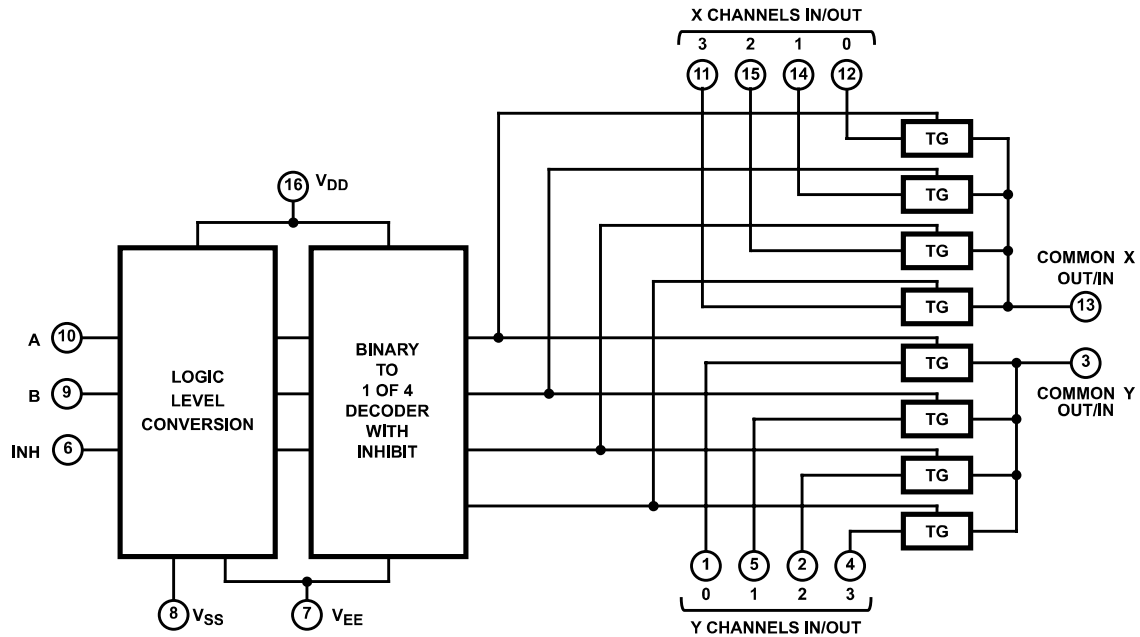 X CHANNELS IN/OUT
3 2 1 0
11 15 14 12
TG
16 VDD
TG
TG
COMMON X
OUT/IN
TG
13
A 10
LOGIC
LEVEL
CONVERSION
BINARY
TO
1 OF 4
DECODER
WITH
INHIBIT
TG
3
COMMON Y
OUT/IN
B 9
TG
INH 6
TG
TG
1 5 2 4
0 1 2 3
8 VSS
7 VEE
Y CHANNELS IN/OUT